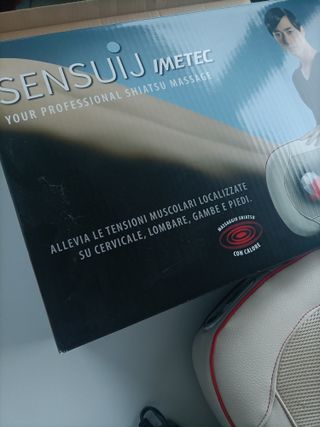 SENSUIJ IMETEC
YOUR PROFESSIONAL SHIATSU MASSAGE
ALLEVIA LE TENSIONI MUSCOLARI LOCALIZZATE
SU CERVICALE, LOMBARE, GAMBE E PIEDI.
MASSAGGIO SHIATSU
CON CALORE